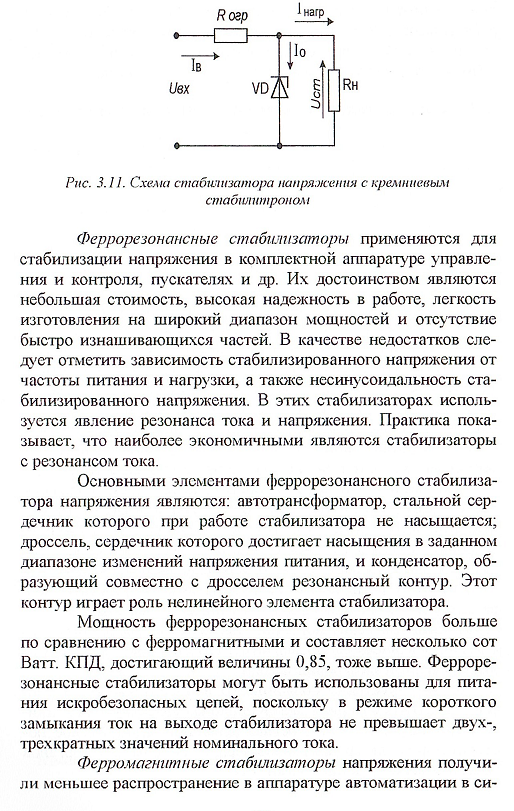 R огр
I нагр
Iв
Iо
Uвх
VD
Uст
Rн
Рис. 3.11. Схема стабилизатора напряжения с кремниевым
стабилитроном
Феррорезонансные стабилизаторы применяются для
стабилизации напряжения в комплектной аппаратуре управле-
ния и контроля, пускателях и др. Их достоинством являются
небольшая стоимость, высокая надежность в работе, легкость
изготовления на широкий диапазон мощностей и отсутствие
быстро изнашивающихся частей. В качестве недостатков сле-
дует отметить зависимость стабилизированного напряжения от
частоты питания и нагрузки, а также несинусоидальность ста-
билизированного напряжения. В этих стабилизаторах исполь-
зуется явление резонанса тока и напряжения. Практика пока-
зывает, что наиболее экономичными являются стабилизаторы
с резонансом тока.
Основными элементами феррорезонансного стабилиза-
тора напряжения являются: автотрансформатор, стальной сер-
дечник которого при работе стабилизатора не насыщается;
дроссель, сердечник которого достигает насыщения в заданном
диапазоне изменений напряжения питания, и конденсатор, об-
разующий совместно с дросселем резонансный контур. Этот
контур играет роль нелинейного элемента стабилизатора.
Мощность феррорезонансных стабилизаторов больше
по сравнению с ферромагнитными и составляет несколько сот
Ватт. КПД, достигающий величины 0,85, тоже выше. Ферроре-
зонансные стабилизаторы могут быть использованы для пита-
ния искробезопасных цепей, поскольку в режиме короткого
замыкания ток на выходе стабилизатора не превышает двух-,
трехкратных значений номинального тока.
Ферромагнитные стабилизаторы напряжения получи-
ли меньшее распространение в аппаратуре автоматизации в си-